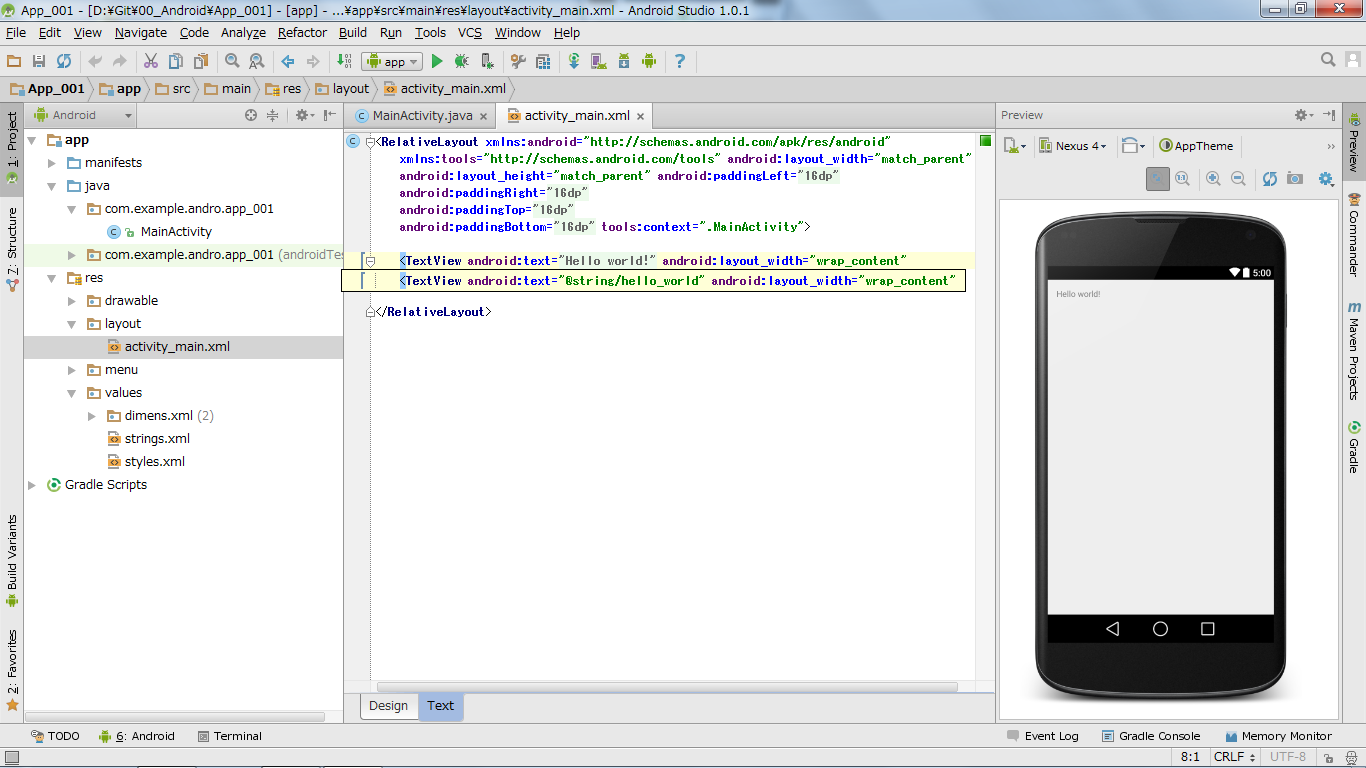 App_001 - [D:¥Git¥00_Android¥App_001] - [app] - ...¥app¥src¥main¥res¥layout¥activity_main.xml - Android Studio 1.0.1
File Edit View Navigate Code Analyze Refactor Build Run Tools VCS Window Help
app
App_001 app src main res layout activity_main.xml
Android
MainActivity.java activity_main.xml
Preview
1: Project
7: Structure
Build Variants
2: Favorites
app
manifests
java
com.example.andro.app_001
MainActivity
com.example.andro.app_001 (androidTes
res
drawable
layout
activity_main.xml
menu
values
dimens.xml (2)
strings.xml
styles.xml
Gradle Scripts
<RelativeLayout xmlns:android="http://schemas.android.com/apk/res/android"
xmlns:tools="http://schemas.android.com/tools" android:layout_width="match_parent"
android:layout_height="match_parent" android:paddingLeft="16dp"
android:paddingRight="16dp"
android:paddingTop="16dp"
android:paddingBottom="16dp" tools:context=".MainActivity">
<TextView android:text="Hello world!" android:layout_width="wrap_content"
<TextView android:text="@string/hello_world" android:layout_width="wrap_content"
</RelativeLayout>
Design Text
Nexus 4 AppTheme
1:1
5:00
Hello world!
Preview
Commander
m Maven Projects
Gradle
TODO 6: Android Terminal Event Log Gradle Console Memory Monitor
8:1 CRLF UTF-8